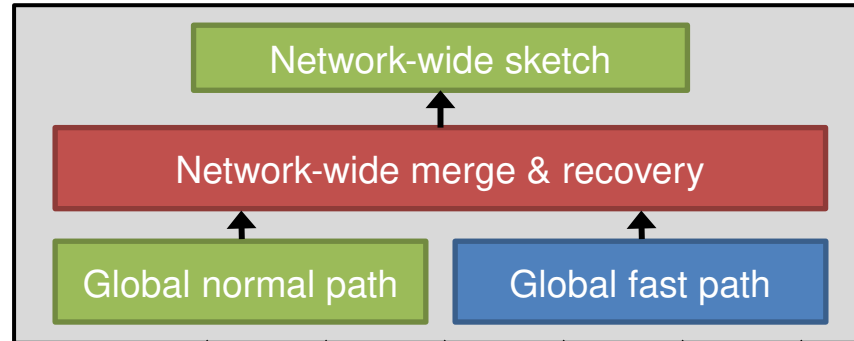 Network-wide sketch
Network-wide merge & recovery
Global normal path
Global fast path